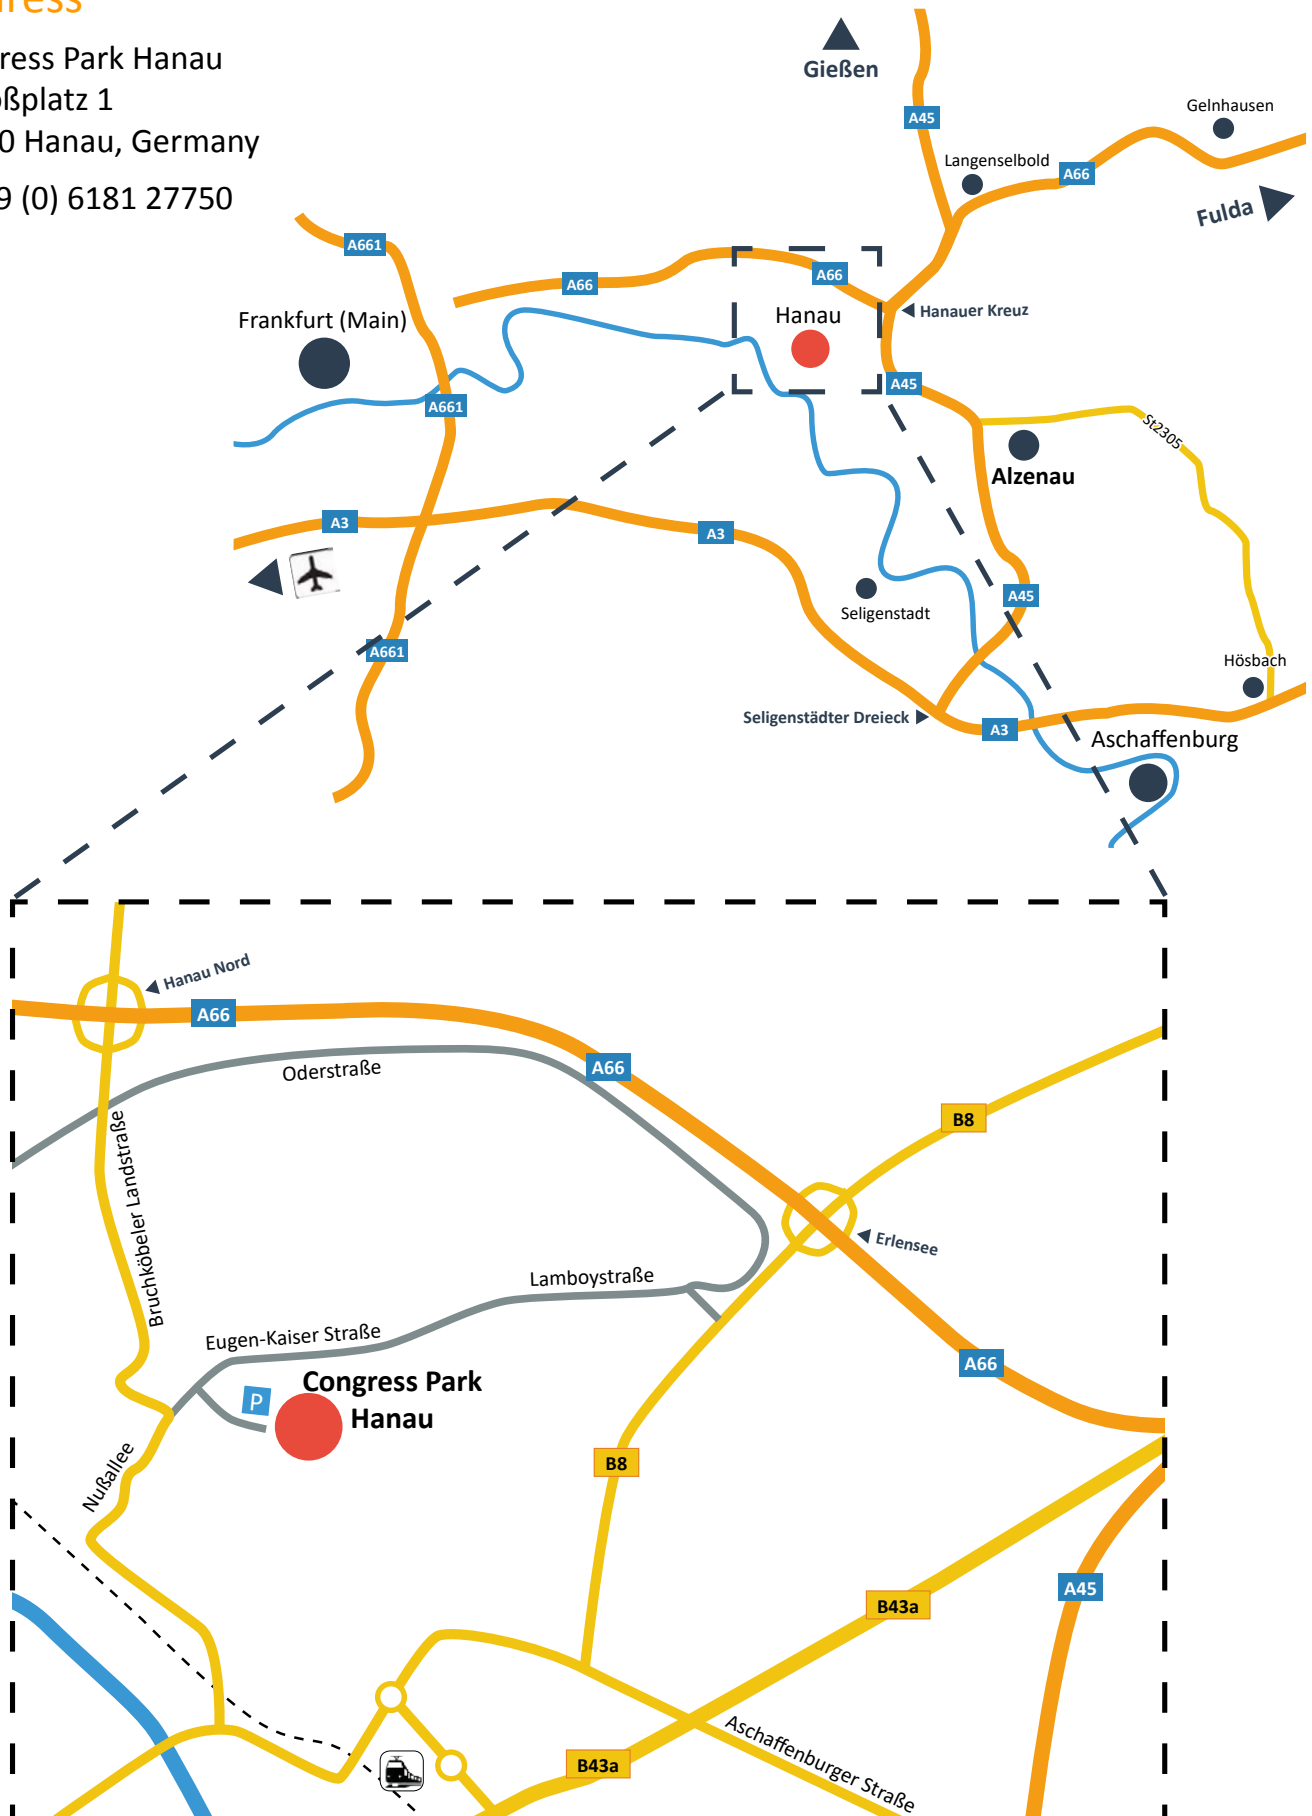 ress
ress Park Hanau
oßplatz 1
0 Hanau, Germany
9 (0) 6181 27750
Gießen
A45
Gelnhausen
Langenselbold
A66
Fulda
A661
A66
A66
Hanauer Kreuz
Frankfurt (Main)
Hanau
A45
A661
St2305
Alzenau
A3
A3
A45
Seligenstadt
A661
Hösbach
Seligenstädter Dreieck
A3
Aschaffenburg
Hanau Nord
A66
A66
Oderstraße
B8
Bruchköbeler Landstraße
Erlensee
Lamboystraße
Eugen-Kaiser Straße
A66
P
Congress Park
Hanau
Nußallee
B8
A45
B43a
Aschaffenburger Straße
B43a